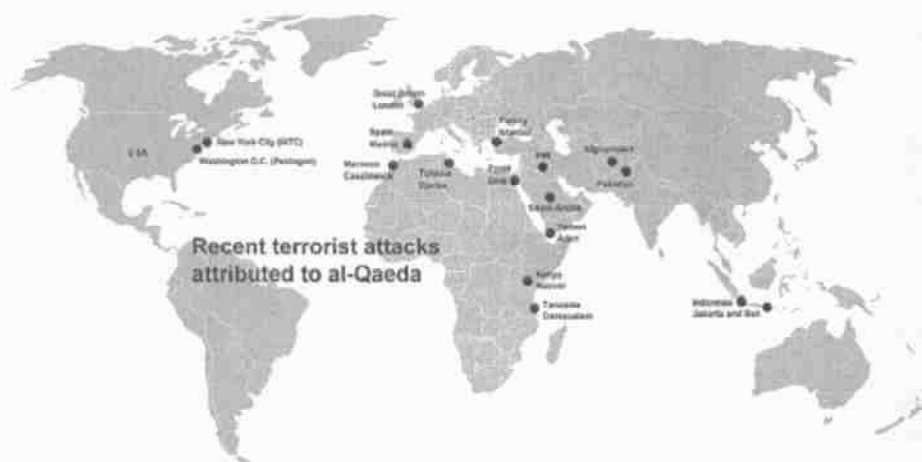 Great Britain
London
Turkey
Istanbul
New York City (WTC)
Spain
Madrid
USA
Washington D.C. (Pentagon)
Afghanistan
Morocco
Casablanca
Tunisia
Djerba
Egypt
Pakistan
Saudi Arabia
Yemen
Aden
Recent terrorist attacks
attributed to al-Qaeda
Kenya
Nairobi
Tanzania
Daressalam
Indonesia
Jakarta and Bali